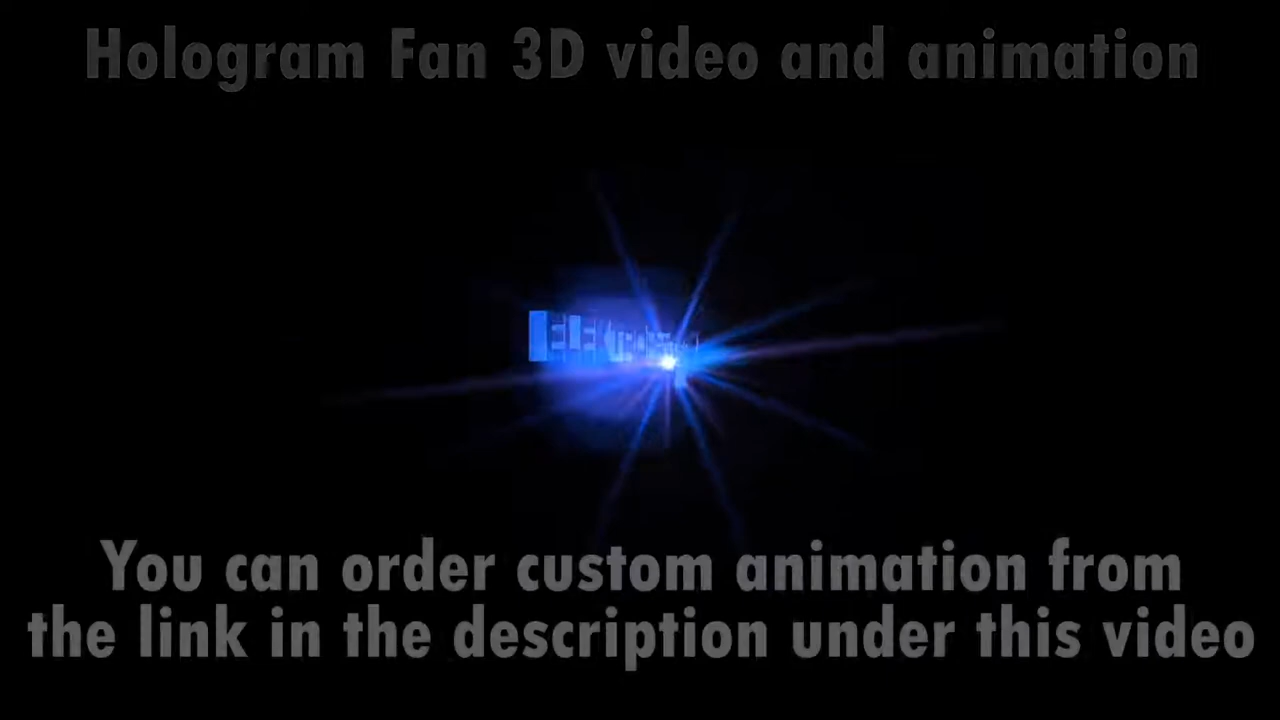 Hologram Fan 3D video and animation
You can order custom animation from
the link in the description under this video